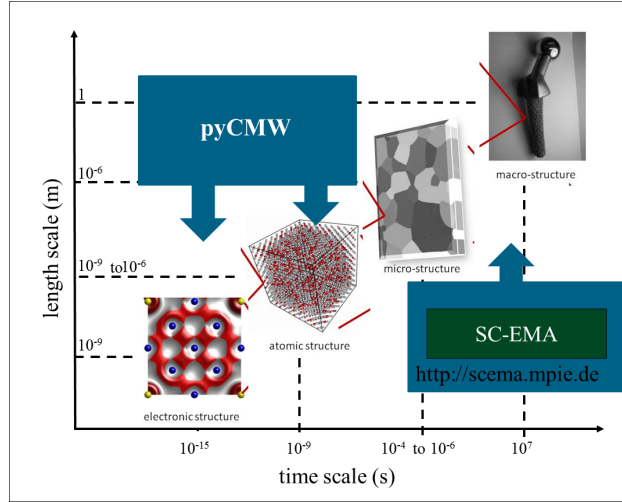 1
pyCMW
macro-structure
10⁻⁶
length scale (m)
micro-structure
10⁻⁹ to10⁻⁶
atomic structure
SC-EMA
http://scema.mpie.de
10⁻⁹
electronic structure
10⁻¹⁵
10⁻⁹
10⁻⁴ to 10⁻⁶
10⁷
time scale (s)